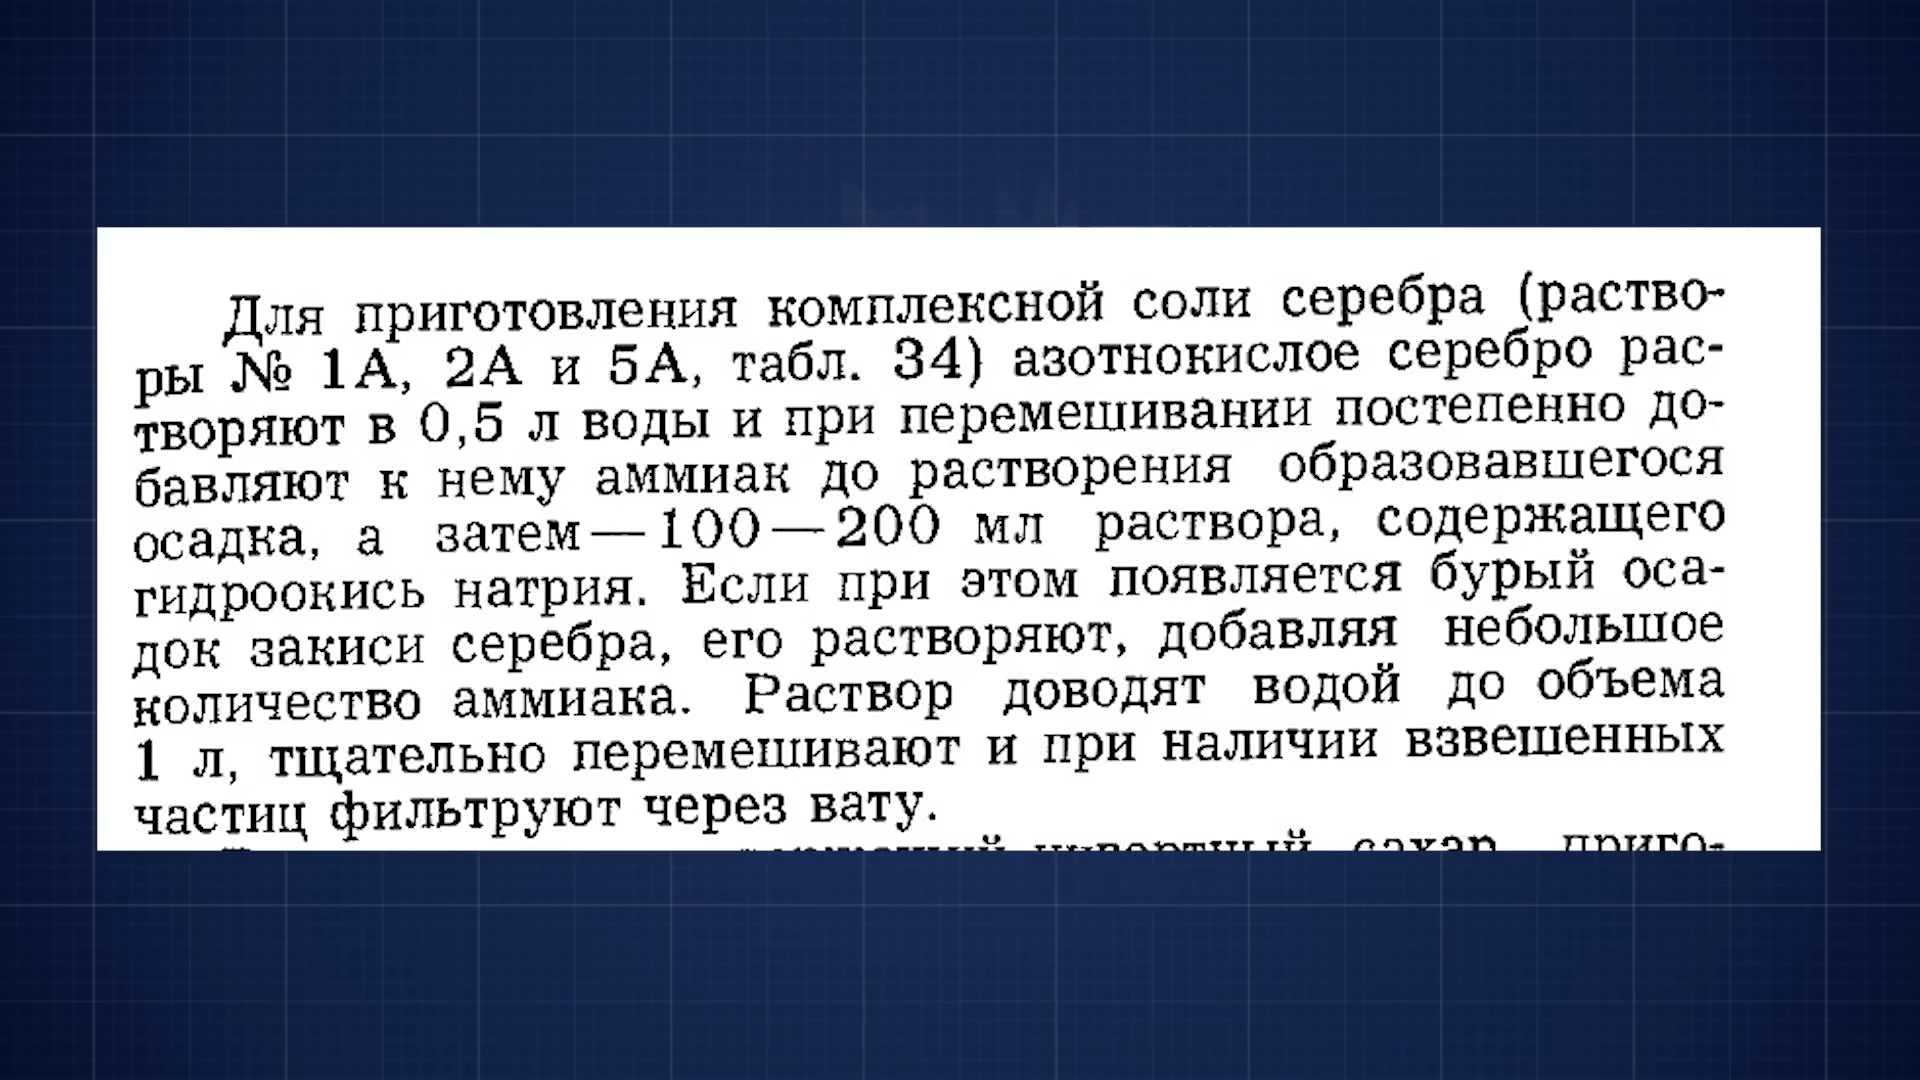 Для приготовления комплексной соли серебра (раство-
ры № 1А, 2А и 5А, табл. 34) азотнокислое серебро рас-
творяют в 0,5 л воды и при перемешивании постепенно до-
бавляют к нему аммиак до растворения образовавшегося
осадка, а затем — 100 — 200 мл раствора, содержащего
гидроокись натрия. Если при этом появляется бурый оса-
док закиси серебра, его растворяют, добавляя небольшое
количество аммиака. Раствор доводят водой до объема
1 л, тщательно перемешивают и при наличии взвешенных
частиц фильтруют через вату.
инвертный сахар приго-